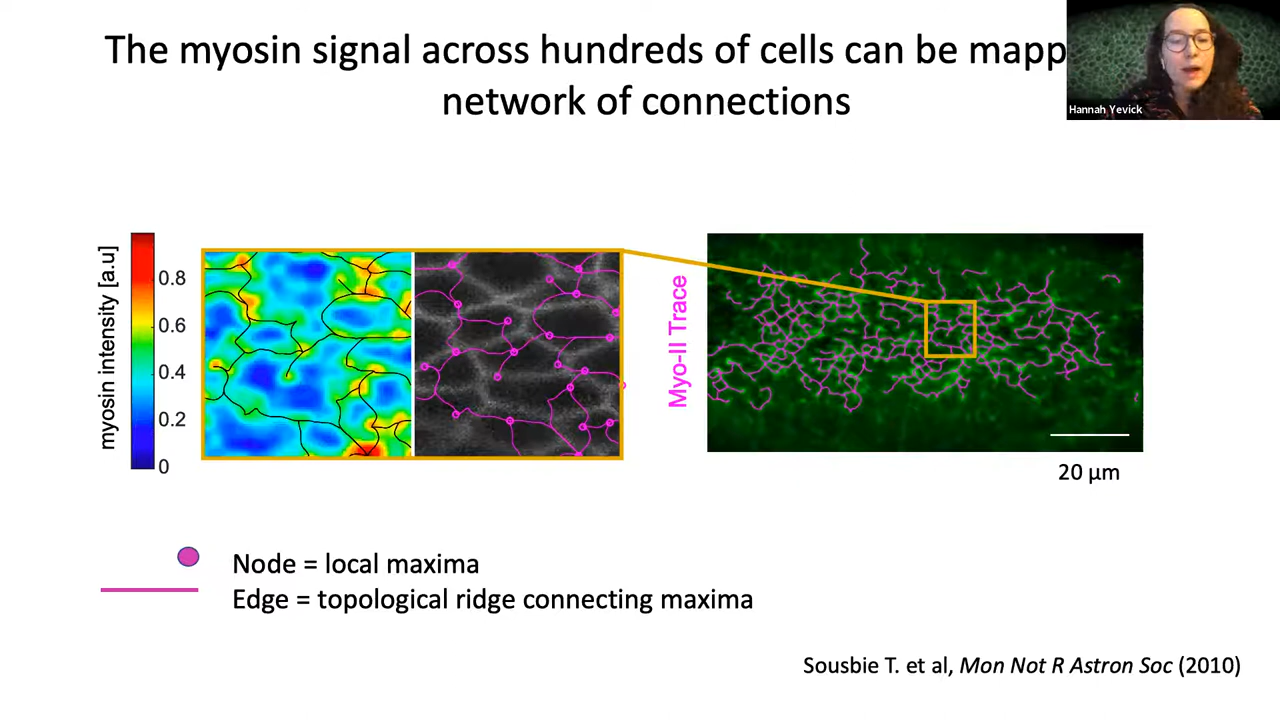 The myosin signal across hundreds of cells can be mapp
network of connections
Hannah Yevick
myosin intensity [a.u]
0.8
0.6
0.4
0.2
0
Myo-II Trace
20 μm
Node = local maxima
Edge = topological ridge connecting maxima
Sousbie T. et al, Mon Not R Astron Soc (2010)